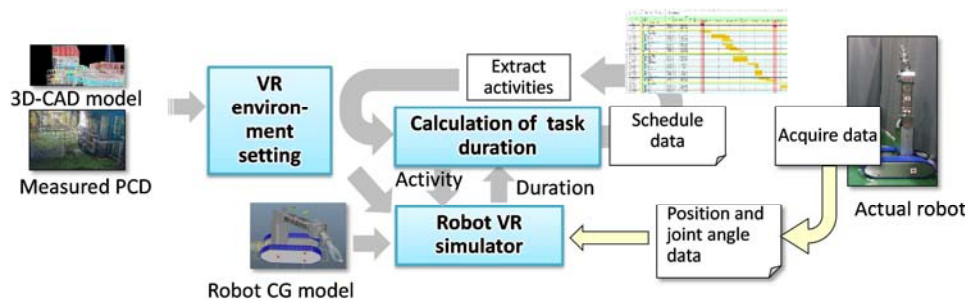 3D-CAD model
Measured PCD
VR
environ-
ment
setting
Extract
activities
Calculation of task
duration
Schedule
data
Acquire data
Actual robot
Activity
Duration
Robot VR
simulator
Position and
joint angle
data
Robot CG model